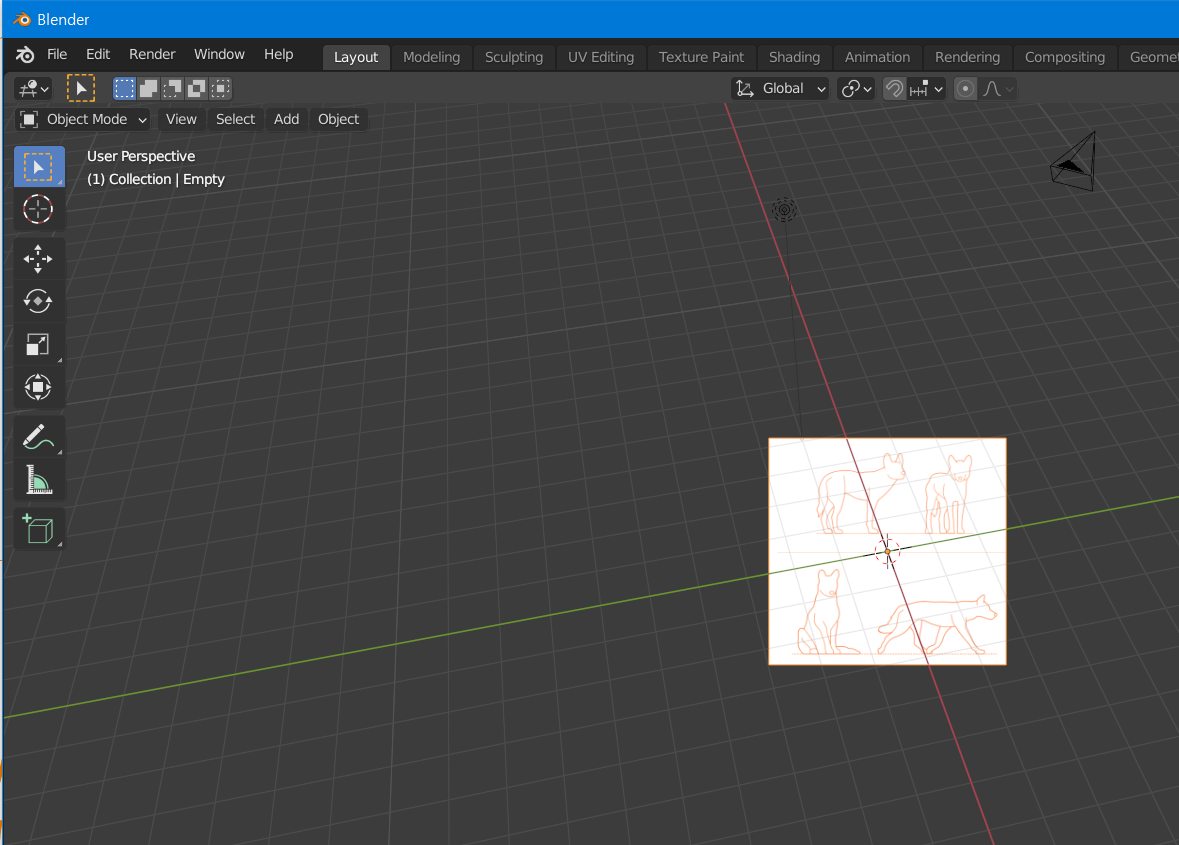 Blender
File Edit Render Window Help Layout Modeling Sculpting UV Editing Texture Paint Shading Animation Rendering Compositing Geome
Global
Object Mode View Select Add Object
User Perspective
(1) Collection | Empty